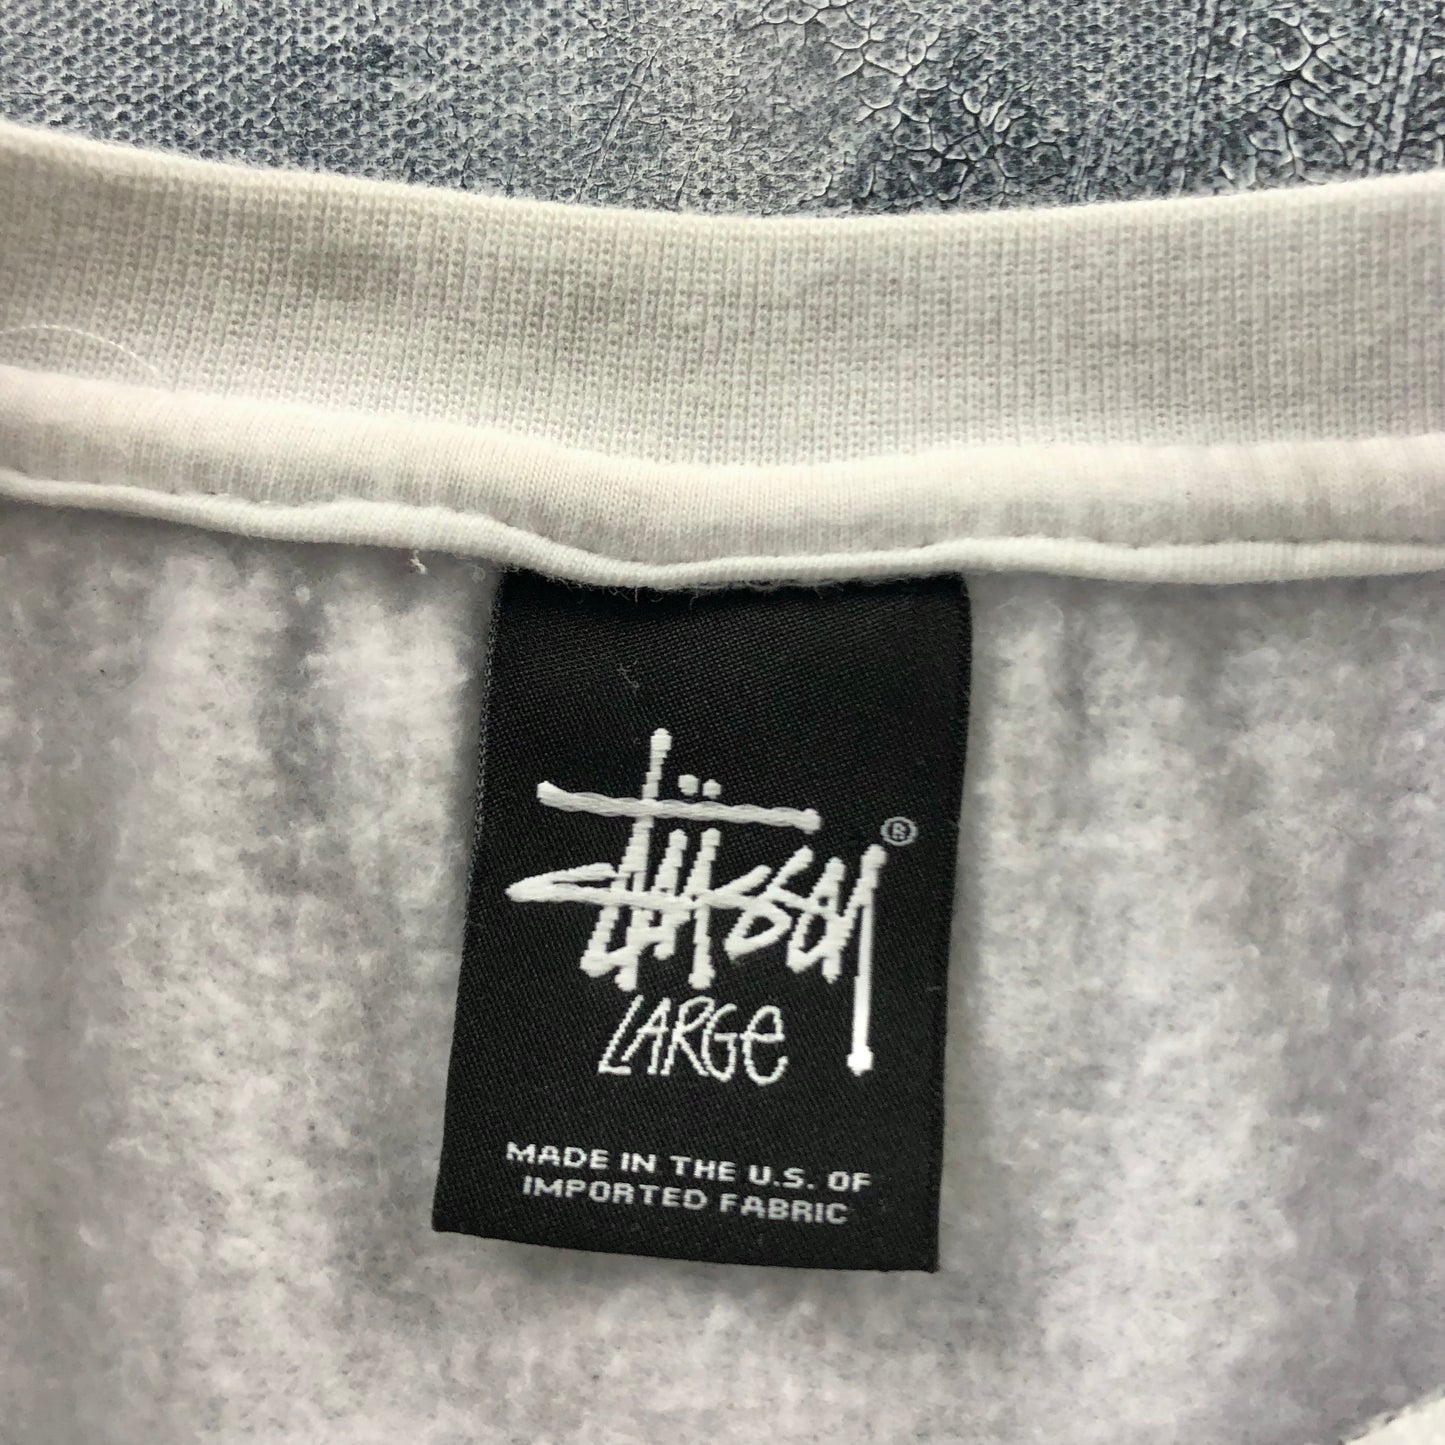 Stüssy ®
LARGe
MADE IN THE U.S. OF
IMPORTED FABRIC